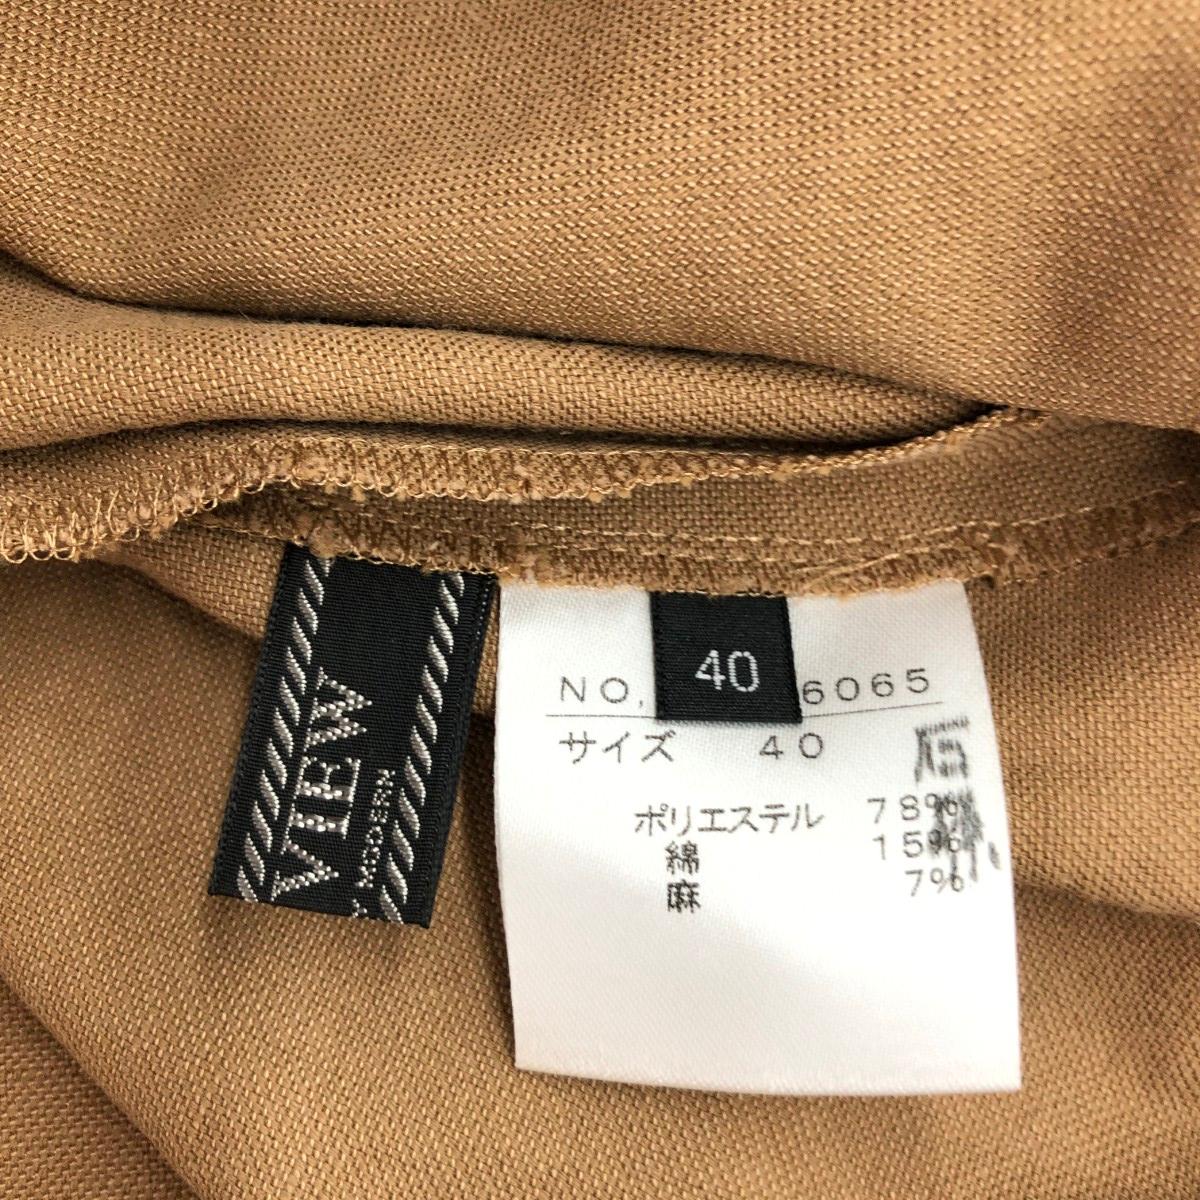 VIEW
MODERN
40
NO. 6065
サイズ 40
ポリエステル 78%
綿 15%
麻 7%